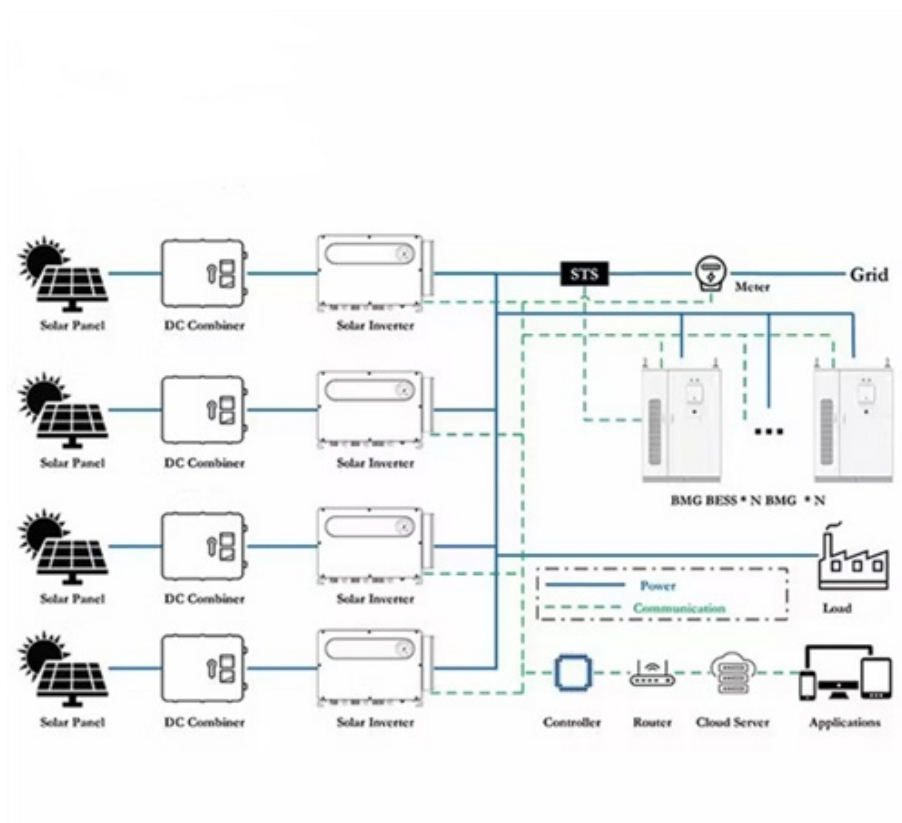 STS
Grid
Meter
Solar Panel
DC Combiner
Solar Inverter
Solar Panel
DC Combiner
Solar Inverter
BMG BESS * N BMG * N
Solar Panel
DC Combiner
Solar Inverter
Power
Communication
Load
Solar Panel
DC Combiner
Solar Inverter
Controller
Router
Cloud Server
Applications